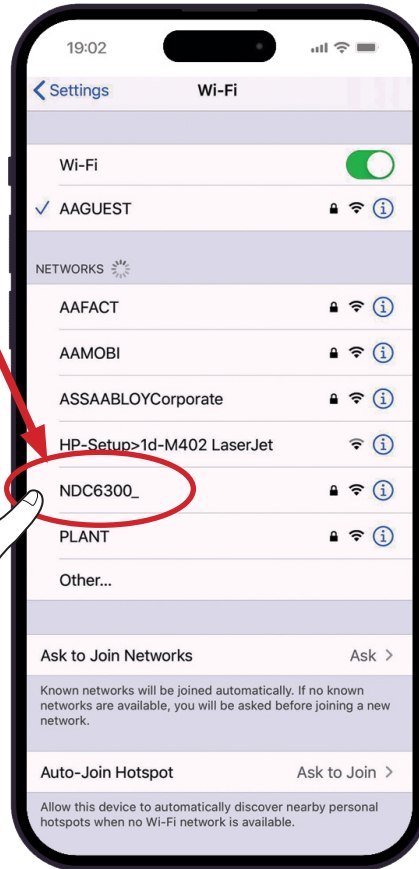 19:02
Settings
Wi-Fi
Wi-Fi
AAGUEST
NETWORKS
AAFACT
AAMOBI
ASSAABLOYCorporate
HP-Setup>1d-M402 LaserJet
NDC6300_
PLANT
Other...
Ask to Join Networks Ask >
Known networks will be joined automatically. If no known
networks are available, you will be asked before joining a new
network.
Auto-Join Hotspot Ask to Join >
Allow this device to automatically discover nearby personal
hotspots when no Wi-Fi network is available.